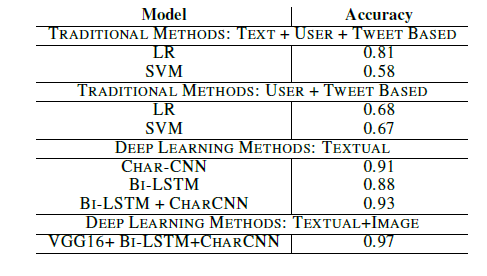 Model Accuracy
TRADITIONAL METHODS: TEXT + USER + TWEET BASED
LR 0.81
SVM 0.58
TRADITIONAL METHODS: USER + TWEET BASED
LR 0.68
SVM 0.67
DEEP LEARNING METHODS: TEXTUAL
CHAR-CNN 0.91
BI-LSTM 0.88
BI-LSTM + CHARCNN 0.93
DEEP LEARNING METHODS: TEXTUAL+IMAGE
VGG16+ BI-LSTM+CHARCNN 0.97